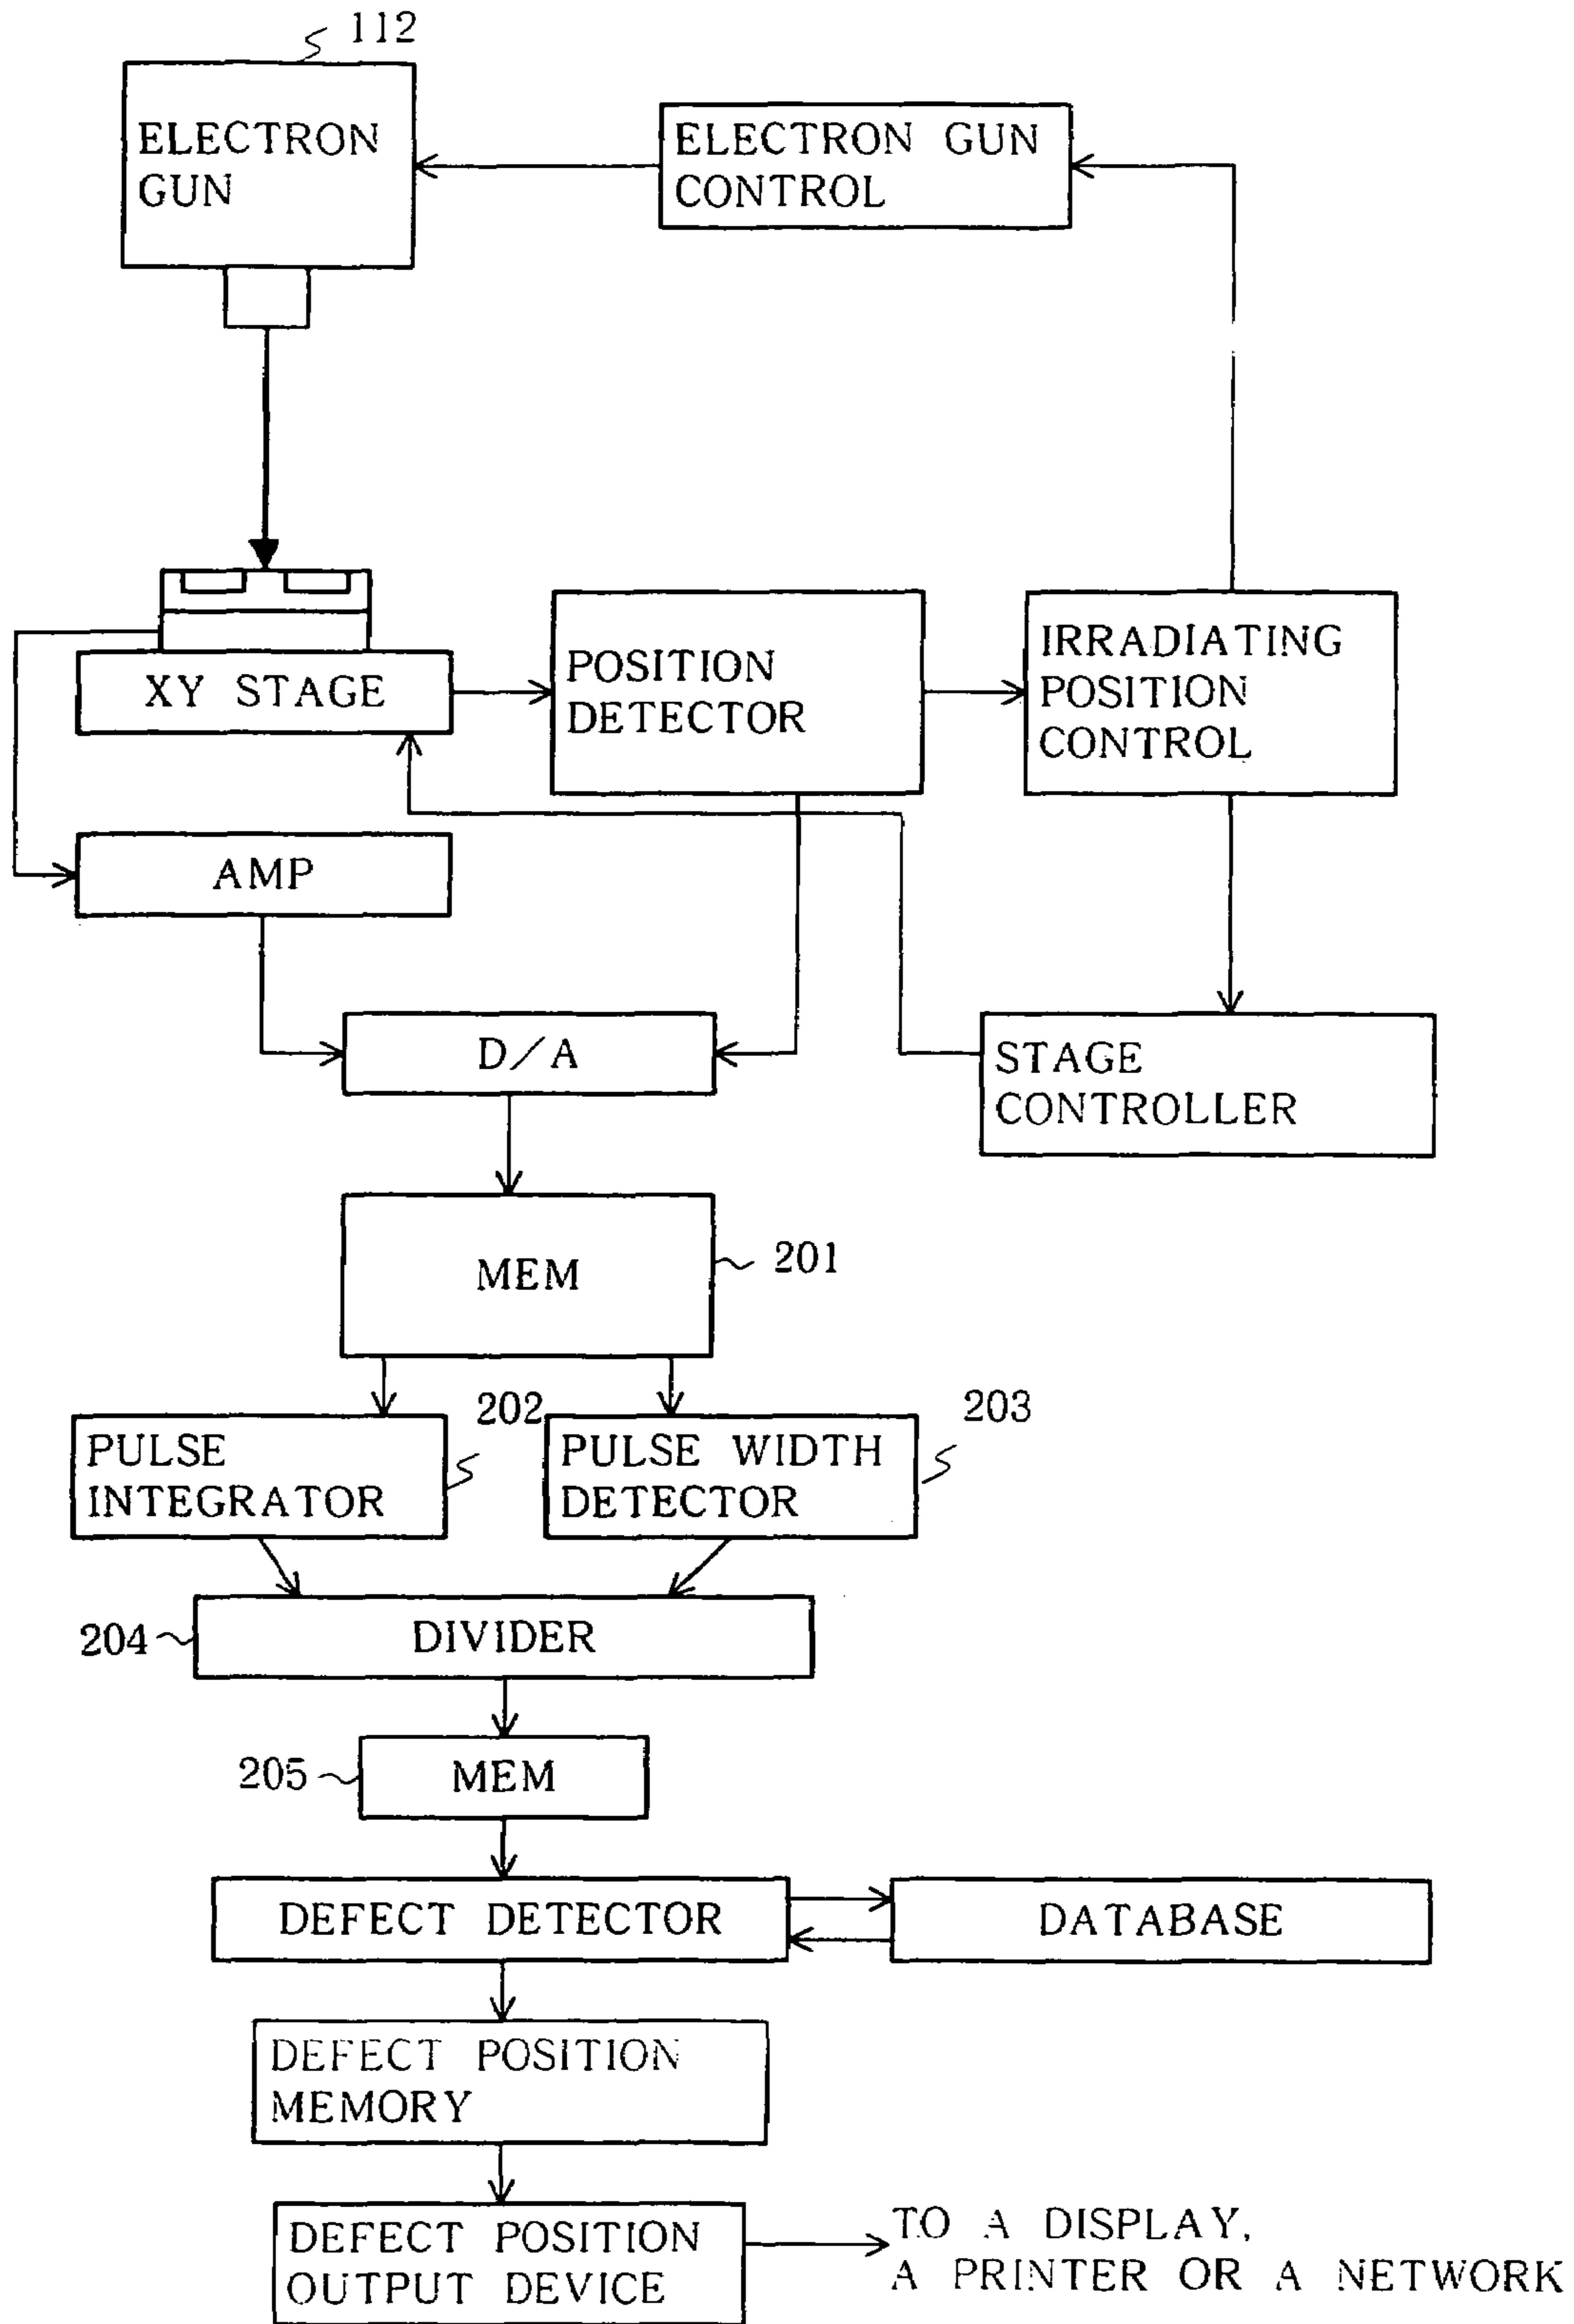 112
ELECTRON
GUN
ELECTRON GUN
CONTROL
XY STAGE
POSITION
DETECTOR
IRRADIATING
POSITION
CONTROL
AMP
D/A
STAGE
CONTROLLER
MEM
201
PULSE
INTEGRATOR
202
PULSE WIDTH
DETECTOR
203
204
DIVIDER
205
MEM
DEFECT DETECTOR
DATABASE
DEFECT POSITION
MEMORY
DEFECT POSITION
OUTPUT DEVICE
TO A DISPLAY,
A PRINTER OR A NETWORK